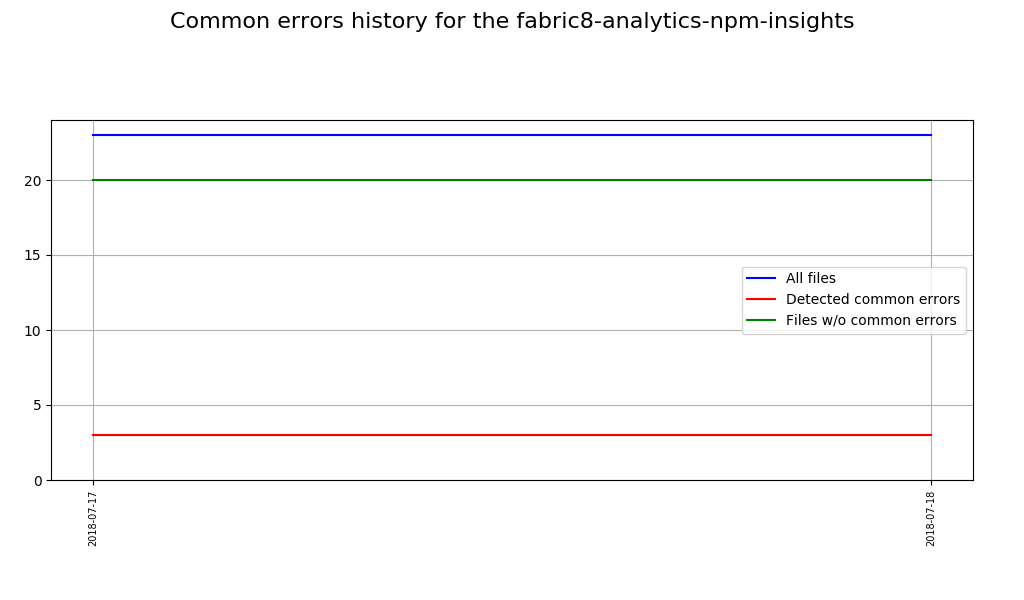 Common errors history for the fabric8-analytics-npm-insights
20
15
10
5
0
All files
Detected common errors
Files w/o common errors
2018-07-17
2018-07-18